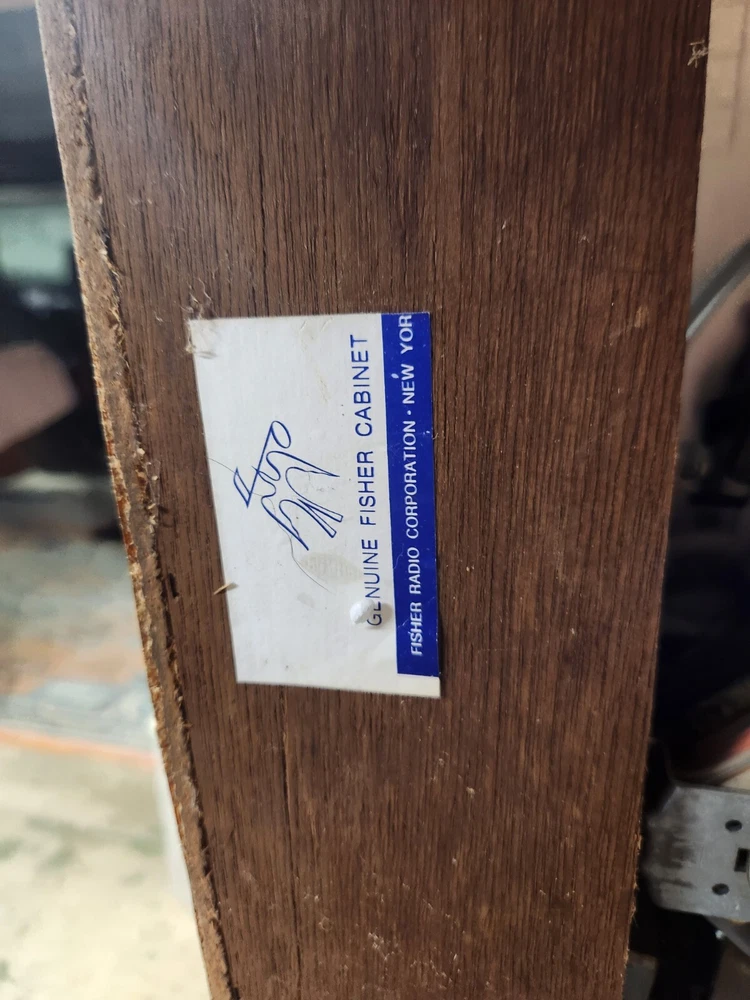 GENUINE FISHER CABINET
FISHER RADIO CORPORATION • NEW YOR